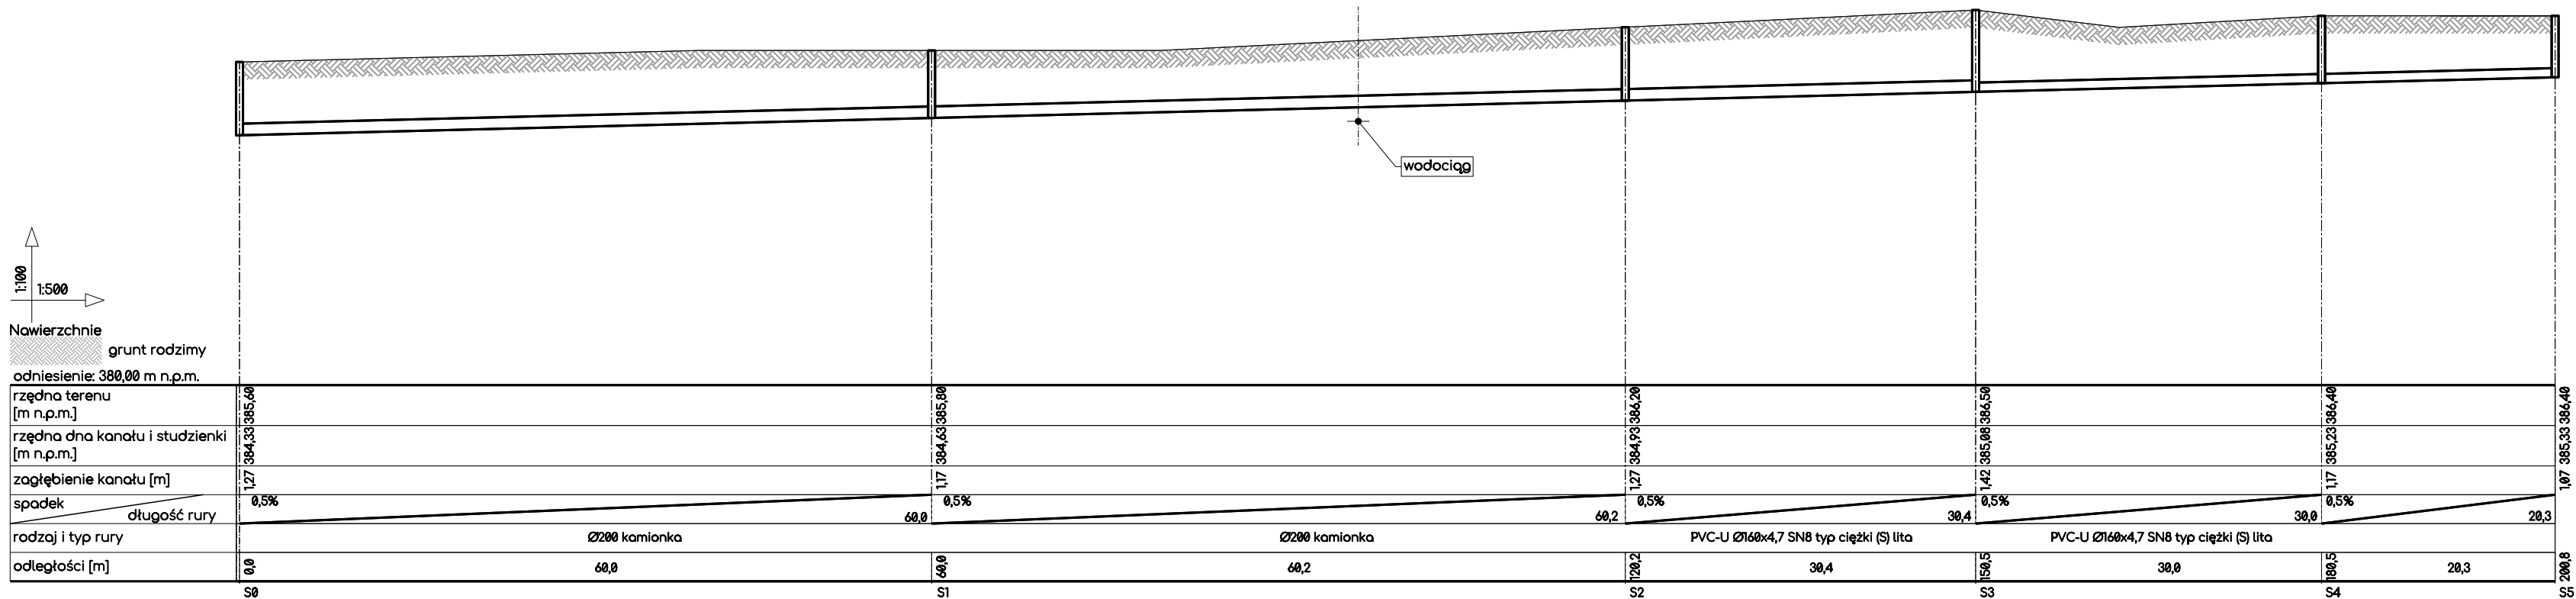 wodociąg
1:100
1:500
Nawierzchnie
grunt rodzimy
odniesienie: 380,00 m n.p.m.
rzędna terenu
[m n.p.m.]
385,60 385,80 386,20 386,50 386,40 386,40
rzędna dna kanału i studzienki
[m n.p.m.]
384,33 384,63 384,93 385,08 385,23 385,33
zagłębienie kanału [m] 1,27 1,17 1,27 1,42 1,17 1,07
spadek 0,5% 0,5% 0,5% 0,5% 0,5%
długość rury 60,0 60,2 30,4 30,0 20,3
rodzaj i typ rury Ø200 kamionka Ø200 kamionka PVC-U Ø160x4,7 SN8 typ ciężki (S) lita PVC-U Ø160x4,7 SN8 typ ciężki (S) lita
odległości [m] 0,0 60,0 60,0 60,2 120,2 30,4 150,5 30,0 180,5 20,3 200,8
S0 S1 S2 S3 S4 S5